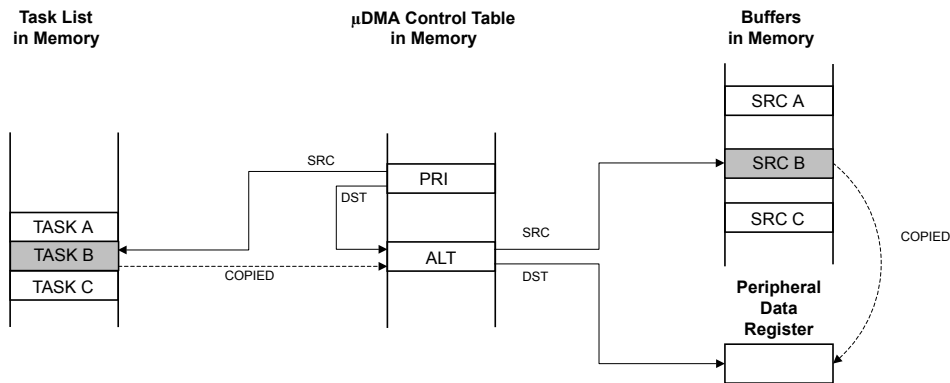 Task List
in Memory
μDMA Control Table
in Memory
Buffers
in Memory
SRC A
SRC
SRC B
PRI
DST
TASK A
SRC C
SRC
COPIED
TASK B
ALT
COPIED
DST
TASK C
Peripheral
Data
Register